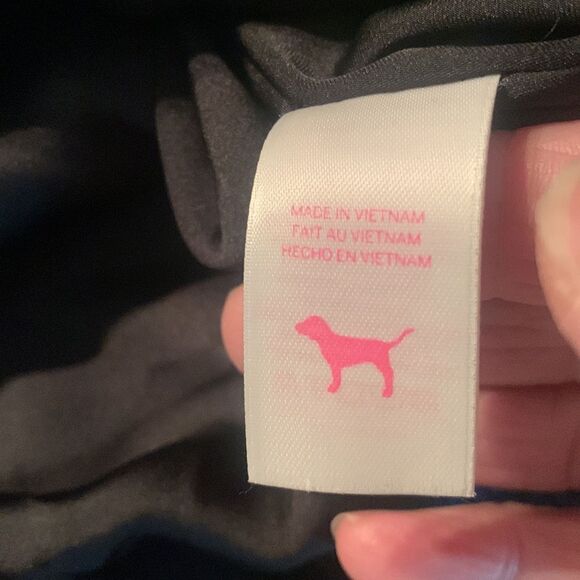 MADE IN VIETNAM
FAIT AU VIETNAM
HECHO EN VIETNAM